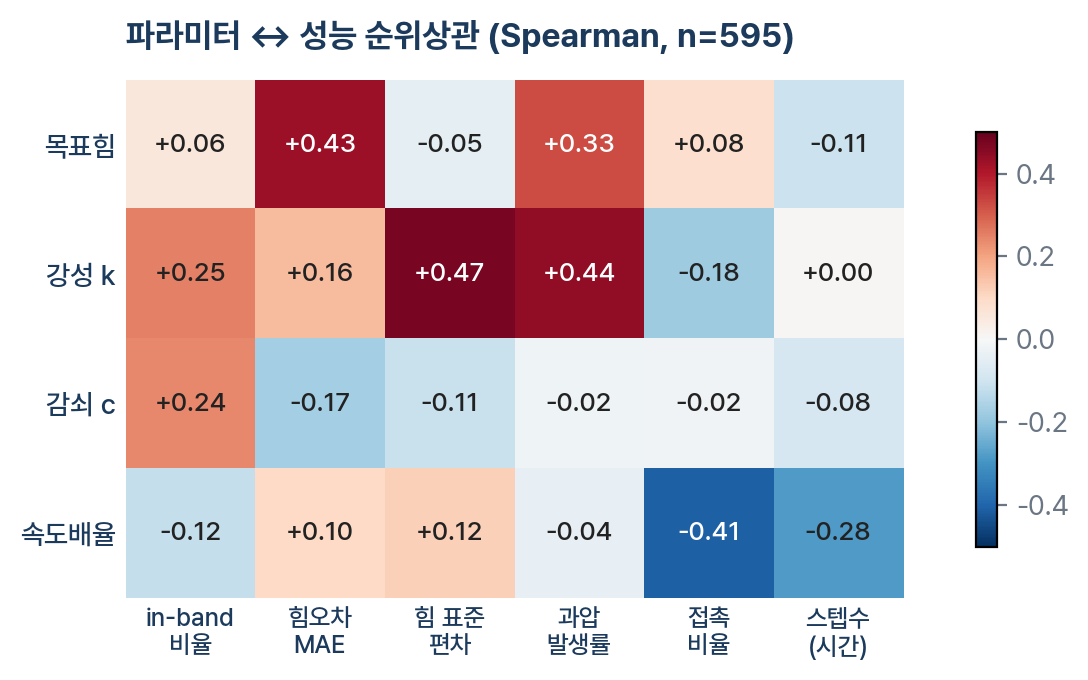 파라미터 ↔ 성능 순위상관 (Spearman, n=595)
목표힘 +0.06 +0.43 -0.05 +0.33 +0.08 -0.11
강성 k +0.25 +0.16 +0.47 +0.44 -0.18 +0.00
감쇠 c +0.24 -0.17 -0.11 -0.02 -0.02 -0.08
속도배율 -0.12 +0.10 +0.12 -0.04 -0.41 -0.28
in-band 힘오차 힘 표준 과압 접촉 스텝수
비율 MAE 편차 발생률 비율 (시간)
0.4
0.2
0.0
-0.2
-0.4